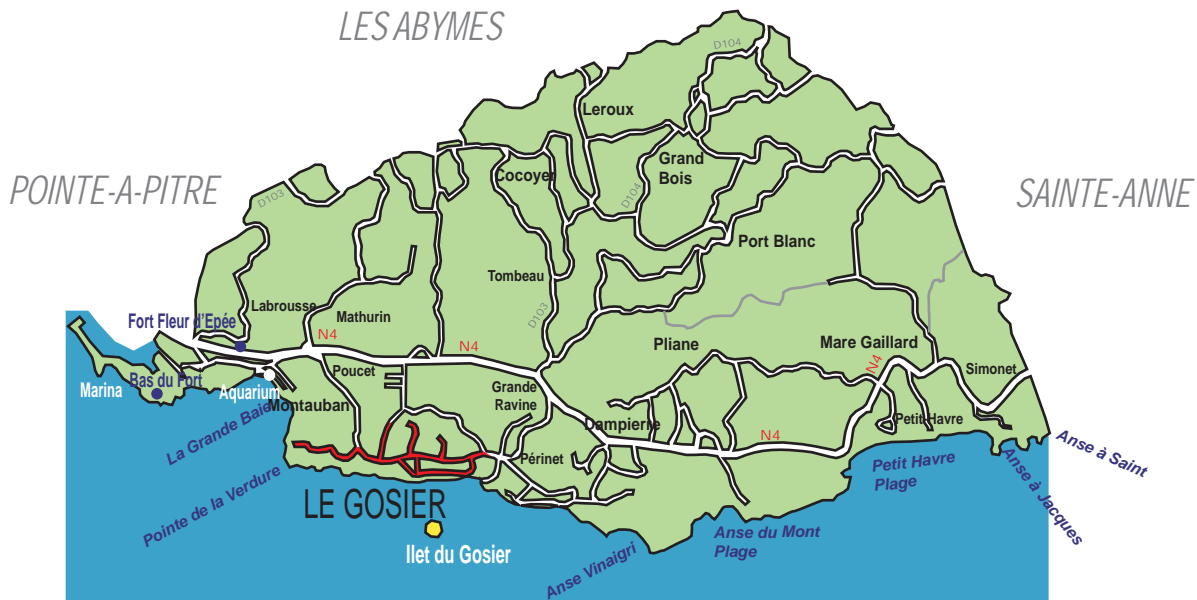 LES ABYMES
D104
Leroux
POINTE-A-PITRE
D103
Cocoyer
Grand
Bois
D104
SAINTE-ANNE
Port Blanc
Tombeau
Labrousse
Mathurin
D103
Fort Fleur d'Epée
N4
N4
Pliane
Mare Gaillard
N4
Simonet
Marina
Bas du Fort
Aquarium
Poucet
Montauban
Grande
Ravine
Dampierre
Petit-Havre
La Grande Baie
N4
Périnet
Anse à Saint
Anse à Jacques
Petit Havre
Plage
Pointe de la Verdure
LE GOSIER
Ilet du Gosier
Anse Vinaigri
Anse du Mont
Plage